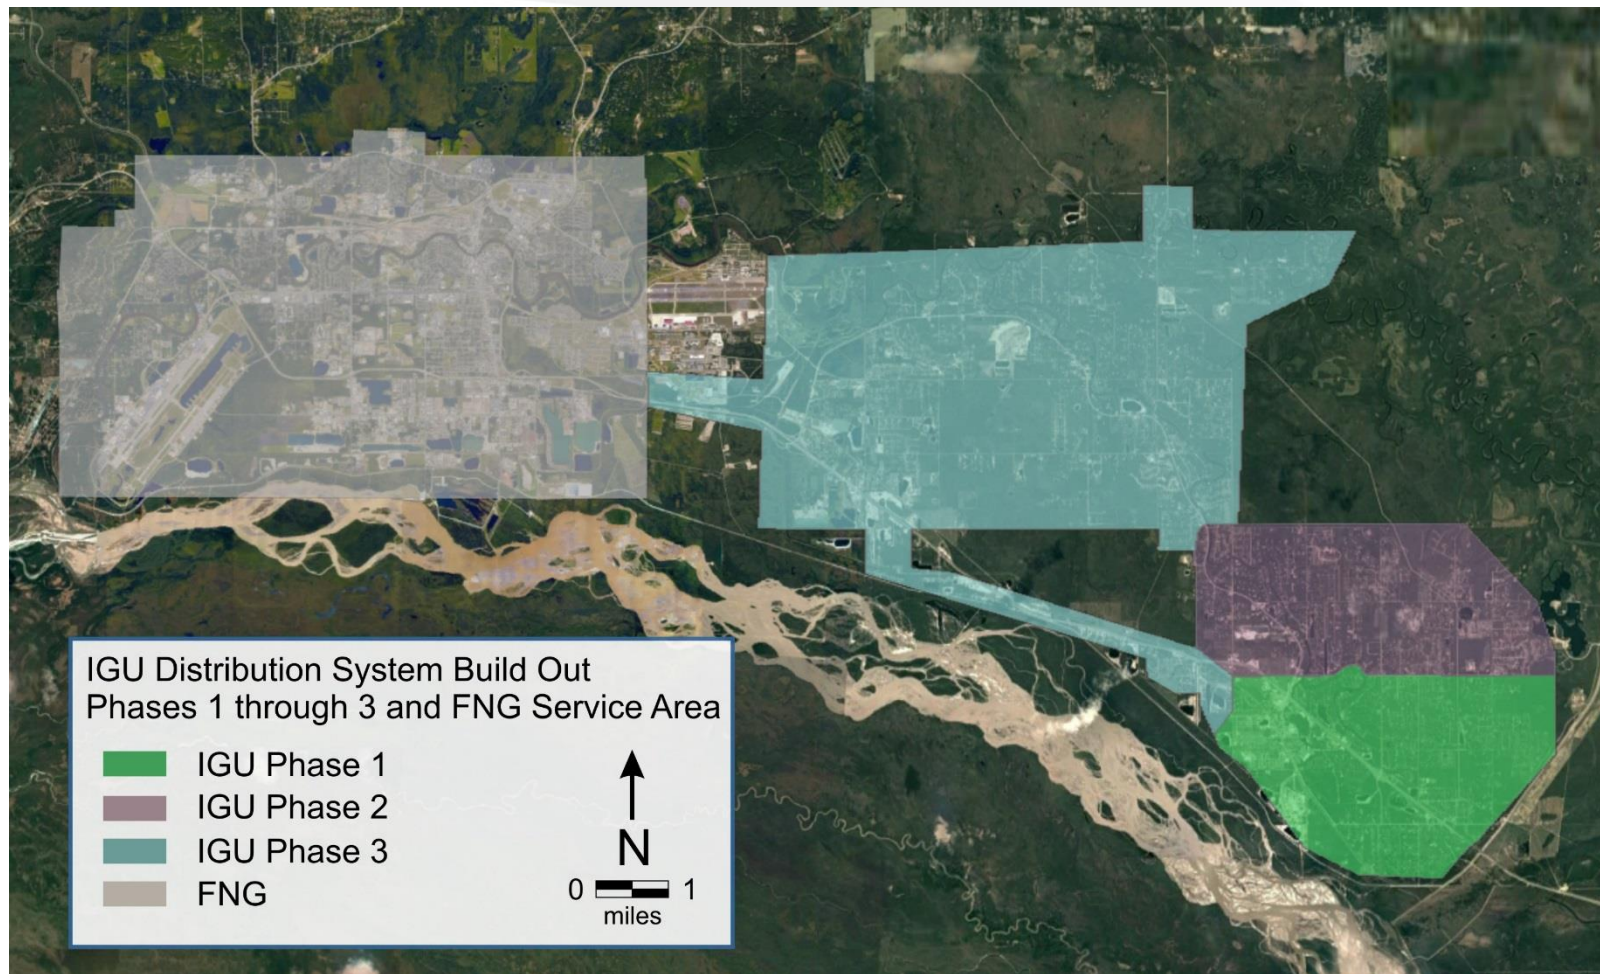 IGU Distribution System Build Out
Phases 1 through 3 and FNG Service Area
IGU Phase 1
IGU Phase 2
IGU Phase 3
FNG
N
0 1
miles